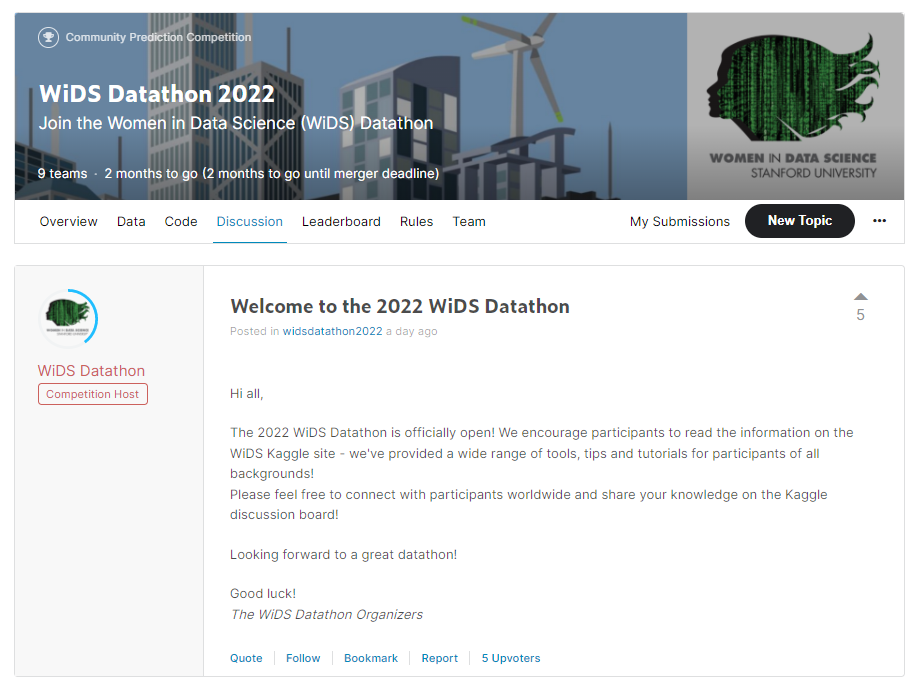 Community Prediction Competition
WiDS Datathon 2022
Join the Women in Data Science (WiDS) Datathon
9 teams · 2 months to go (2 months to go until merger deadline)
WOMEN IN DATA SCIENCE
STANFORD UNIVERSITY
Overview Data Code Discussion Leaderboard Rules Team My Submissions New Topic •••
WiDS Datathon
Competition Host
Welcome to the 2022 WiDS Datathon
5
Posted in widsdatathon2022 a day ago
Hi all,
The 2022 WiDS Datathon is officially open! We encourage participants to read the information on the
WiDS Kaggle site - we've provided a wide range of tools, tips and tutorials for participants of all
backgrounds!
Please feel free to connect with participants worldwide and share your knowledge on the Kaggle
discussion board!
Looking forward to a great datathon!
Good luck!
The WiDS Datathon Organizers
Quote Follow Bookmark Report 5 Upvoters